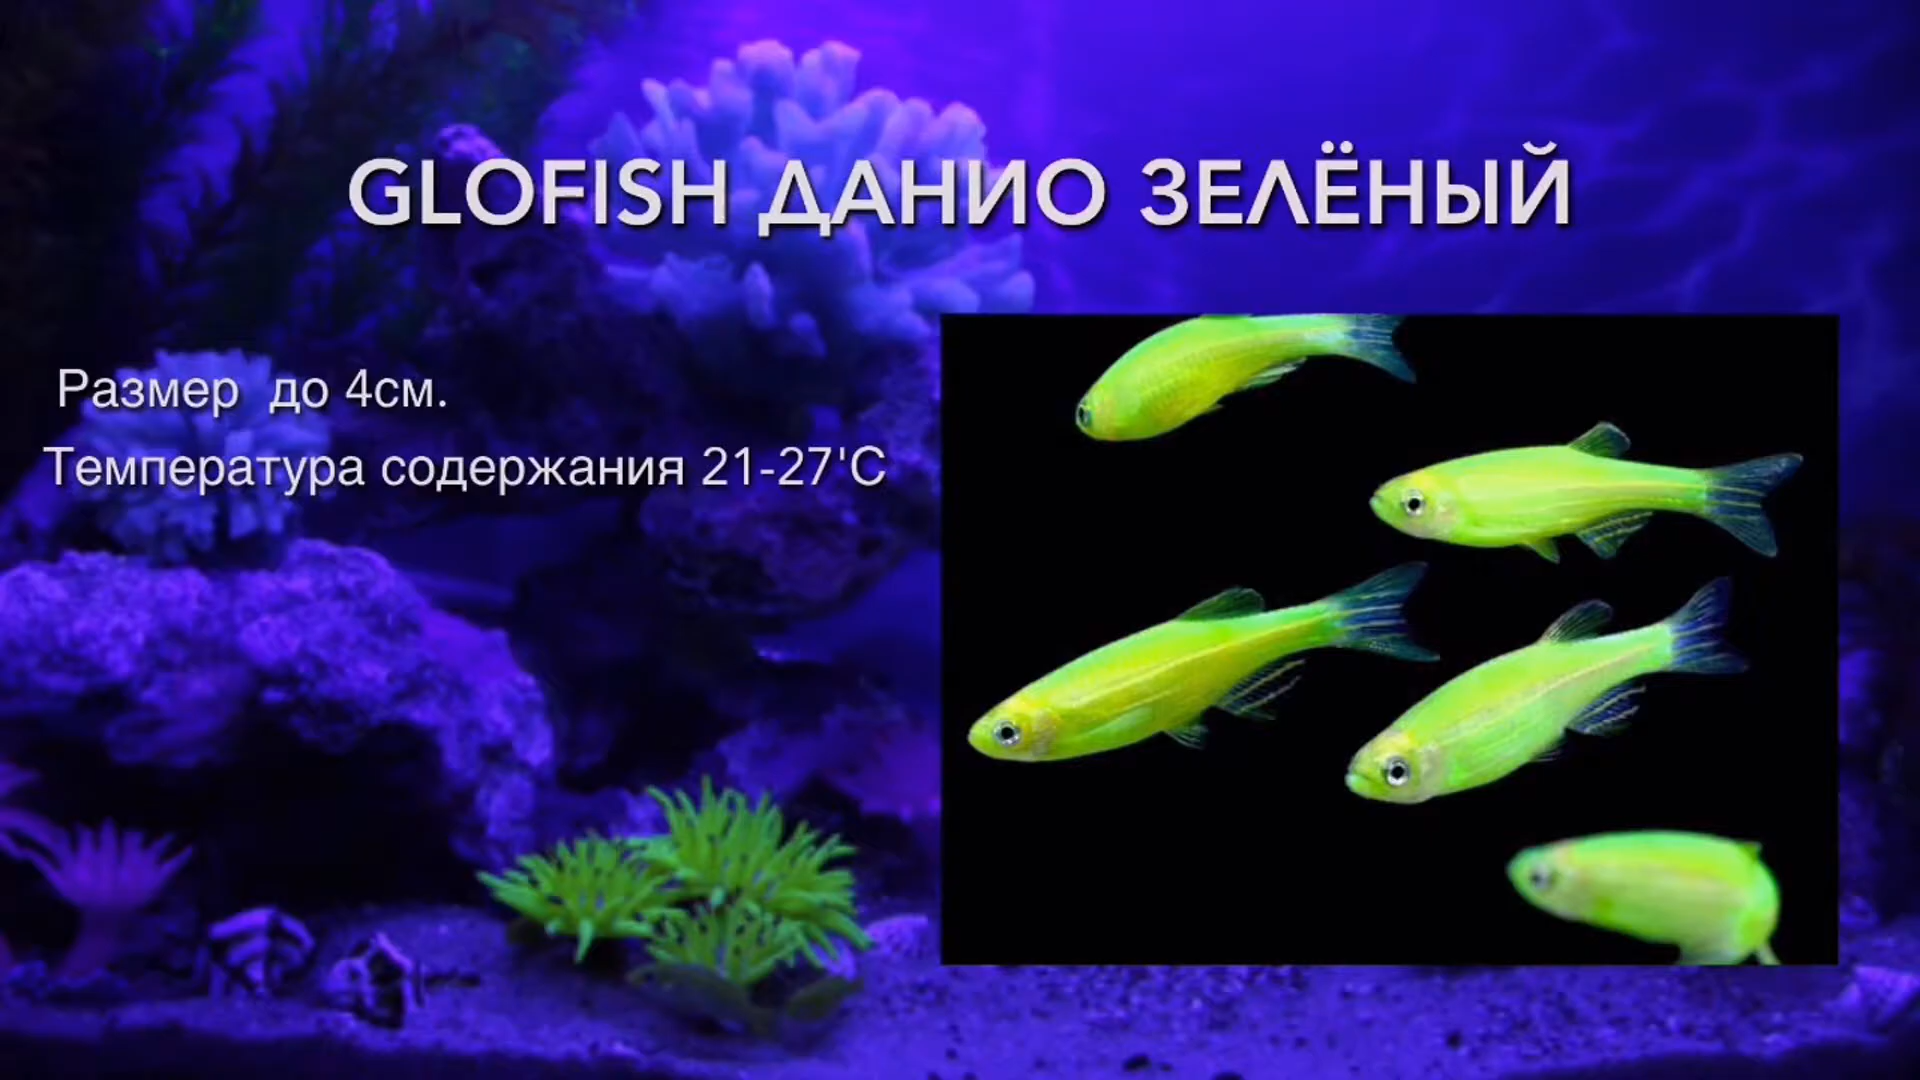 GLOFISH ДАНИО ЗЕЛЁНЫЙ
Размер до 4см.
Температура содержания 21-27'С